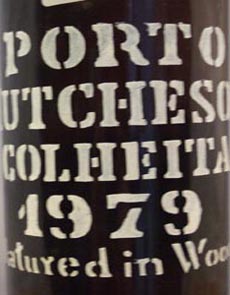 PORTO
UTCHESO
COLHEITA
1979
atured in Woo